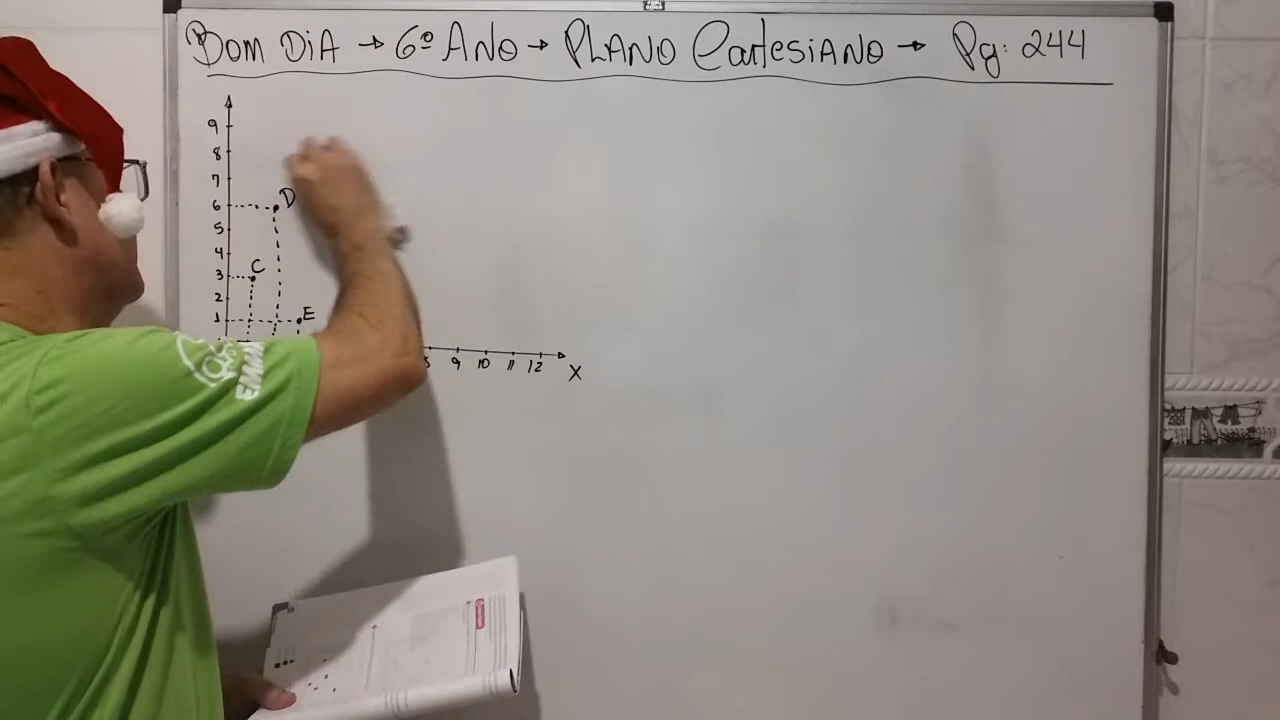 Bom DiA → 6º ANO → PLANO CartesiANO → Pg: 244
9
8
7
6 D
5
4
3 C
2
1 E
9 10 11 12
X